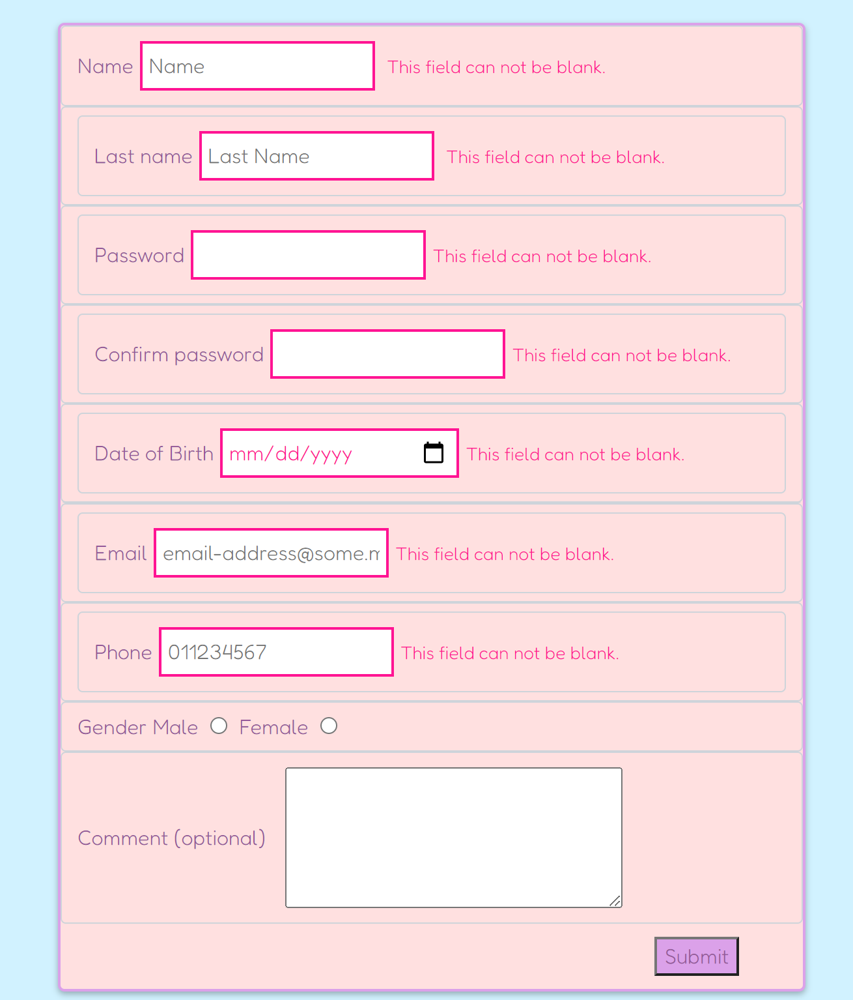 Name Name This field can not be blank.
Last name Last Name This field can not be blank.
Password This field can not be blank.
Confirm password This field can not be blank.
Date of Birth mm/dd/yyyy This field can not be blank.
Email email-address@some.m This field can not be blank.
Phone 011234567 This field can not be blank.
Gender Male Female
Comment (optional)
Submit